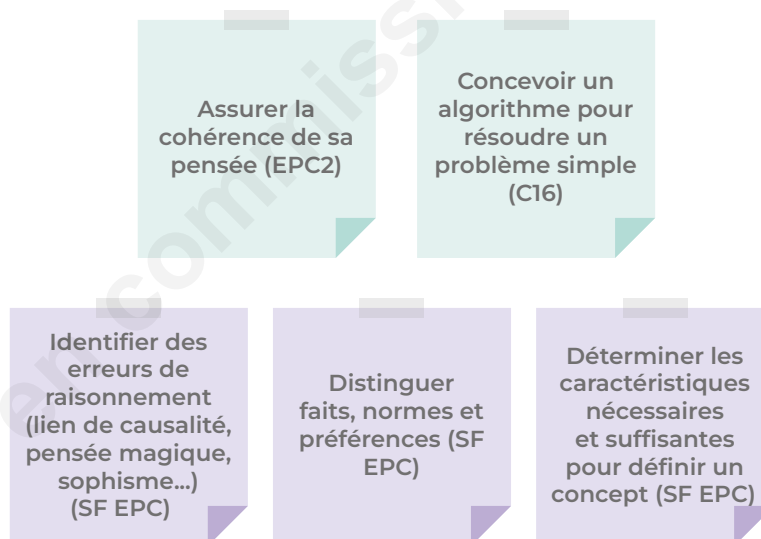 Assurer la
cohérence de sa
pensée (EPC2)
Concevoir un
algorithme pour
résoudre un
problème simple
(C16)
Identifier des
erreurs de
raisonnement
(lien de causalité,
pensée magique,
sophisme...)
(SF EPC)
Distinguer
faits, normes et
préférences (SF
EPC)
Déterminer les
caractéristiques
nécessaires
et suffisantes
pour définir un
concept (SF EPC)
en commiss